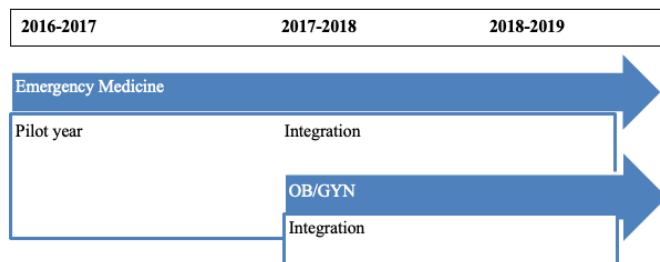 2016-2017 2017-2018 2018-2019
Emergency Medicine
Pilot year Integration
OB/GYN
Integration